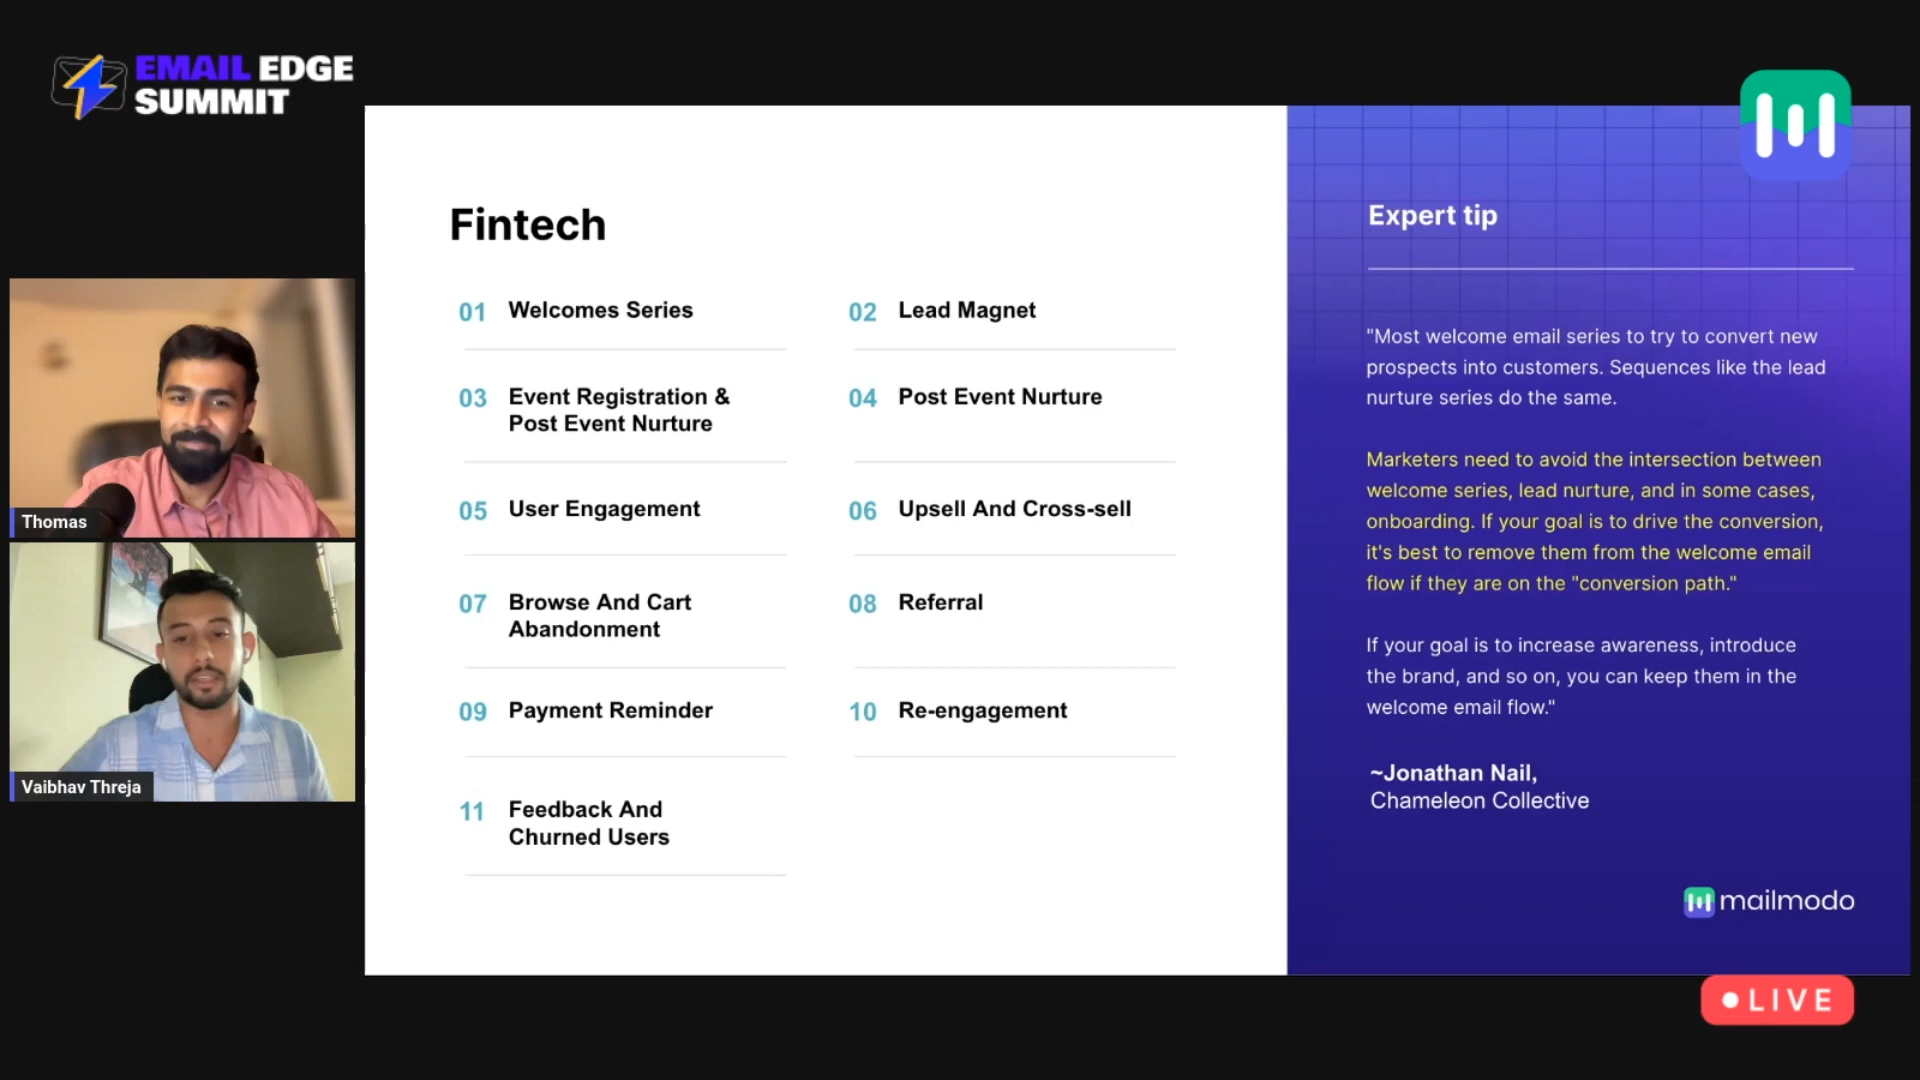 EMAIL EDGE
SUMMIT
Thomas
Vaibhav Threja
Fintech
01 Welcomes Series
02 Lead Magnet
03 Event Registration &
Post Event Nurture
04 Post Event Nurture
05 User Engagement
06 Upsell And Cross-sell
07 Browse And Cart
Abandonment
08 Referral
09 Payment Reminder
10 Re-engagement
11 Feedback And
Churned Users
Expert tip
"Most welcome email series to try to convert new
prospects into customers. Sequences like the lead
nurture series do the same.
Marketers need to avoid the intersection between
welcome series, lead nurture, and in some cases,
onboarding. If your goal is to drive the conversion,
it's best to remove them from the welcome email
flow if they are on the "conversion path."
If your goal is to increase awareness, introduce
the brand, and so on, you can keep them in the
welcome email flow."
~Jonathan Nail,
Chameleon Collective
mailmodo
LIVE